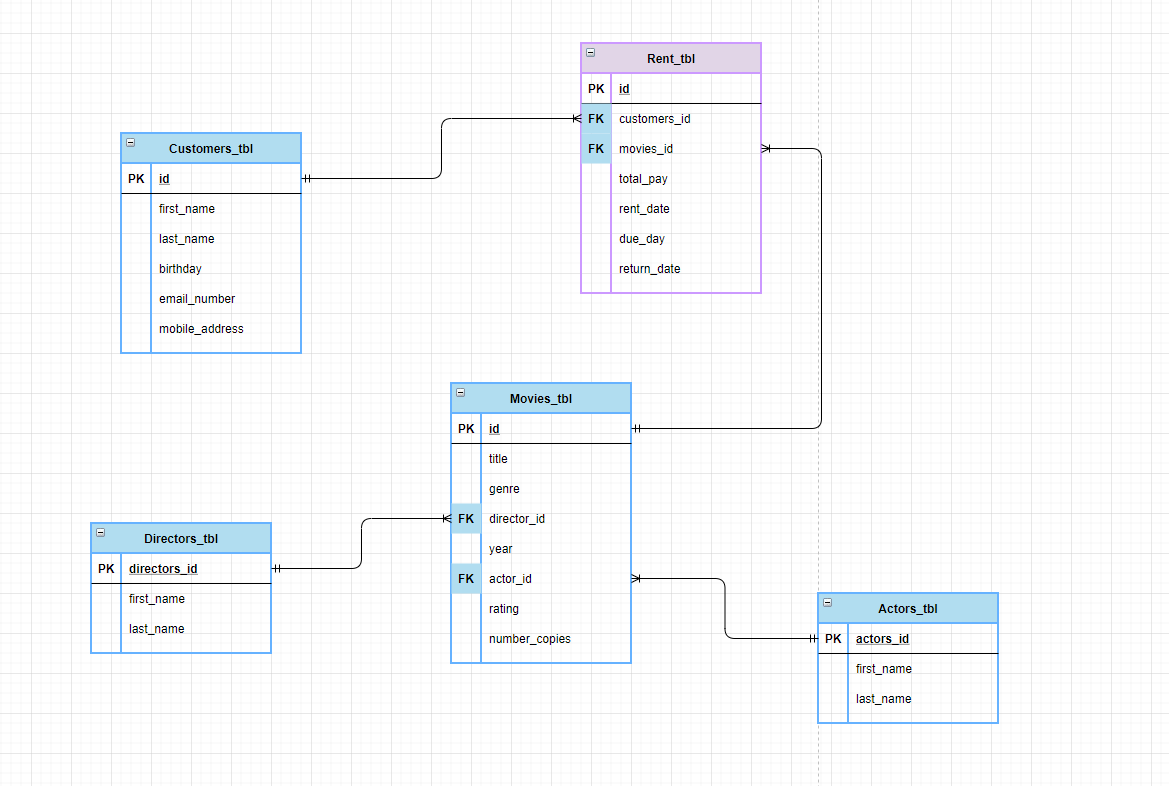 Rent_tbl
PK id
FK customers_id
FK movies_id
total_pay
rent_date
due_day
return_date
Customers_tbl
PK id
first_name
last_name
birthday
email_number
mobile_address
Movies_tbl
PK id
title
genre
FK director_id
year
FK actor_id
rating
number_copies
Directors_tbl
PK directors_id
first_name
last_name
Actors_tbl
PK actors_id
first_name
last_name